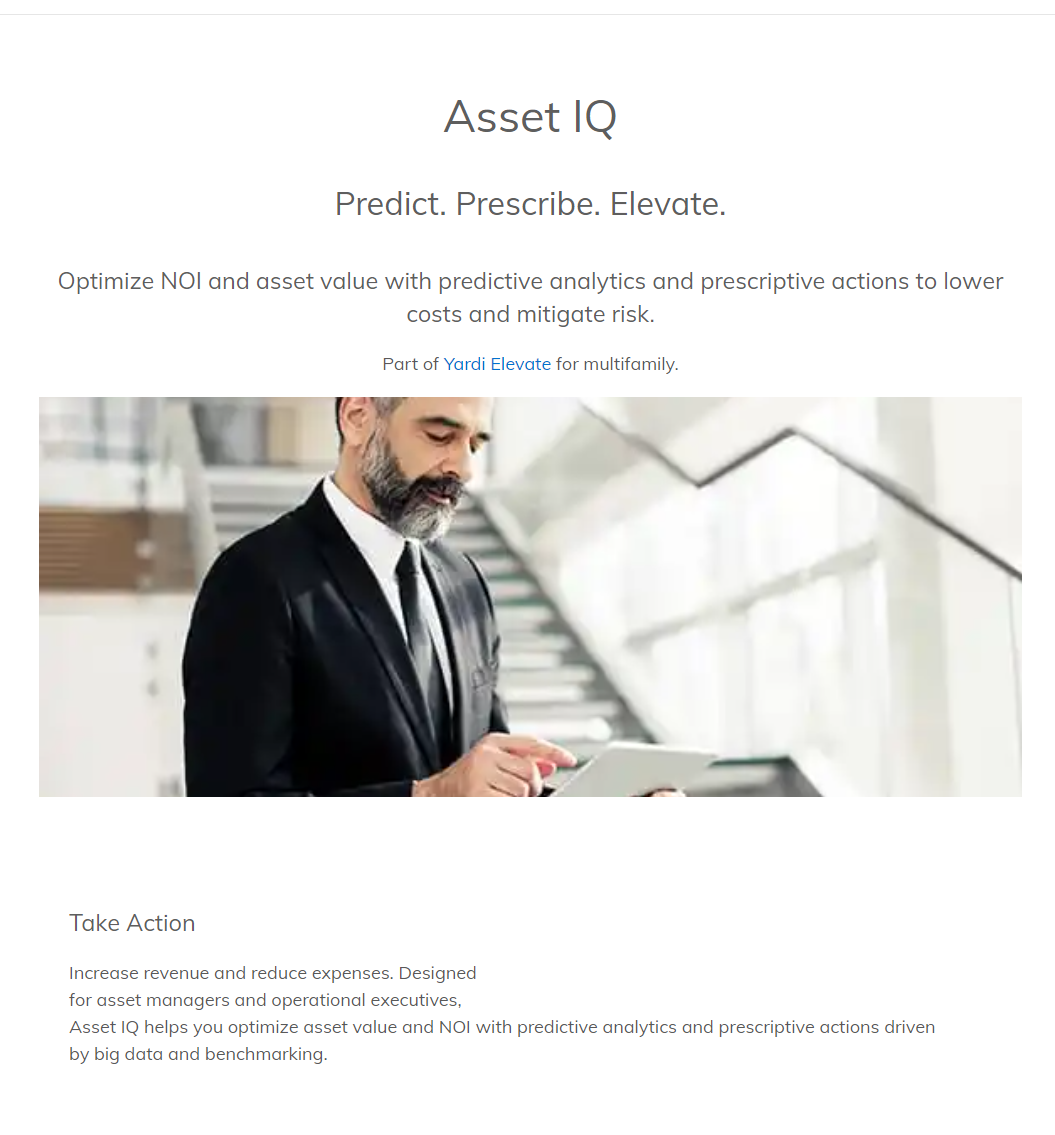 Asset IQ
Predict. Prescribe. Elevate.
Optimize NOI and asset value with predictive analytics and prescriptive actions to lower
costs and mitigate risk.
Part of Yardi Elevate for multifamily.
Take Action
Increase revenue and reduce expenses. Designed
for asset managers and operational executives,
Asset IQ helps you optimize asset value and NOI with predictive analytics and prescriptive actions driven
by big data and benchmarking.